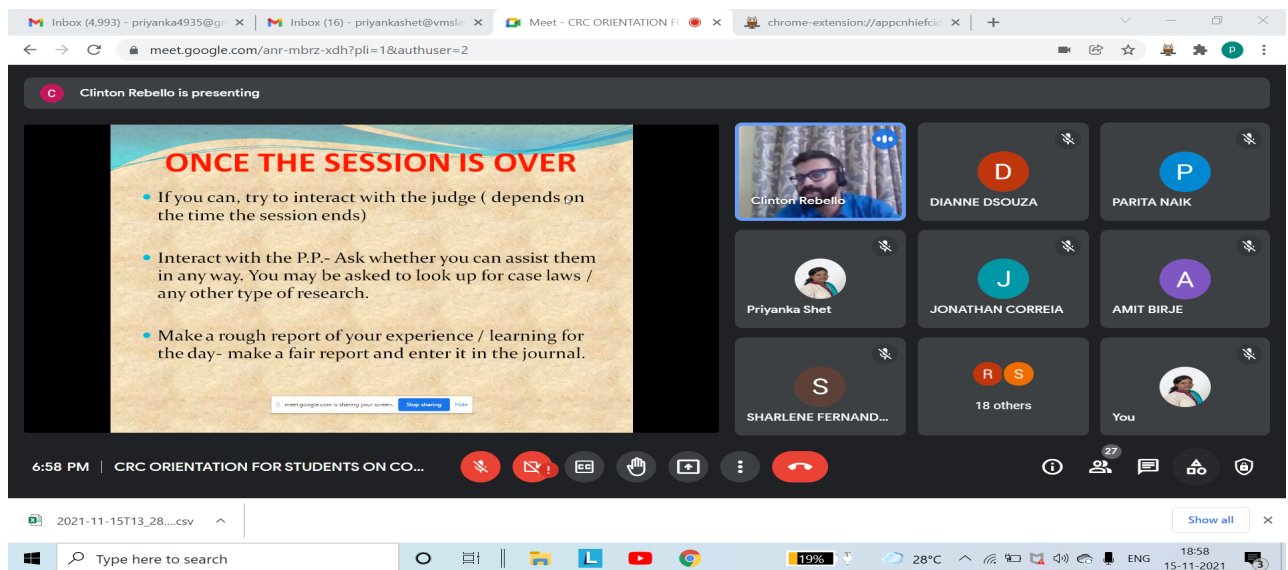 Inbox (4,993) - priyanka4935@g
Inbox (16) - priyankashet@vmsla
Meet - CRC ORIENTATION F
chrome-extension://appcnhiefcid
meet.google.com/anr-mbrz-xdh?pli=1&authuser=2
P
C Clinton Rebello is presenting
ONCE THE SESSION IS OVER
• If you can, try to interact with the judge ( depends on
the time the session ends)
• Interact with the P.P.- Ask whether you can assist them
in any way. You may be asked to look up for case laws /
any other type of research.
• Make a rough report of your experience / learning for
the day- make a fair report and enter it in the journal.
meet.google.com is sharing your screen. Stop sharing Hide
Clinton Rebello
D
DIANNE DSOUZA
P
PARITA NAIK
Priyanka Shet
J
JONATHAN CORREIA
A
AMIT BIRJE
S
SHARLENE FERNAND...
R S
18 others
You
6:58 PM | CRC ORIENTATION FOR STUDENTS ON CO...
CC
27
2021-11-15T13_28....csv
Show all
Type here to search
L
19%
28°C
ENG
18:58
15-11-2021
3